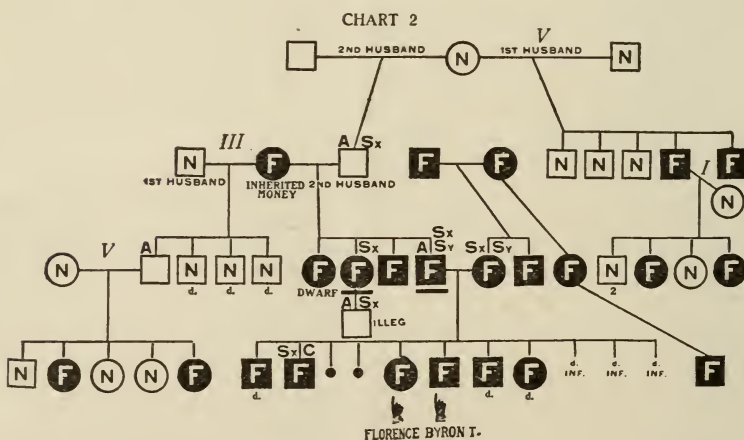 CHART 2
2ND HUSBAND N V 1ST HUSBAND N
A Sx
III
N F F F N N N F F
1ST HUSBAND INHERITED MONEY 2ND HUSBAND I
N
Sx
Sx A Sy Sx Sy
V A
N N N N F F F F F F F N F N F
d. d. d. DWARF 2
A Sx
ILLEG
Sx C
N F N N F F F F F F F F
d. d. d. d. INF. d. INF. d. INF.
FLORENCE BYRON T.